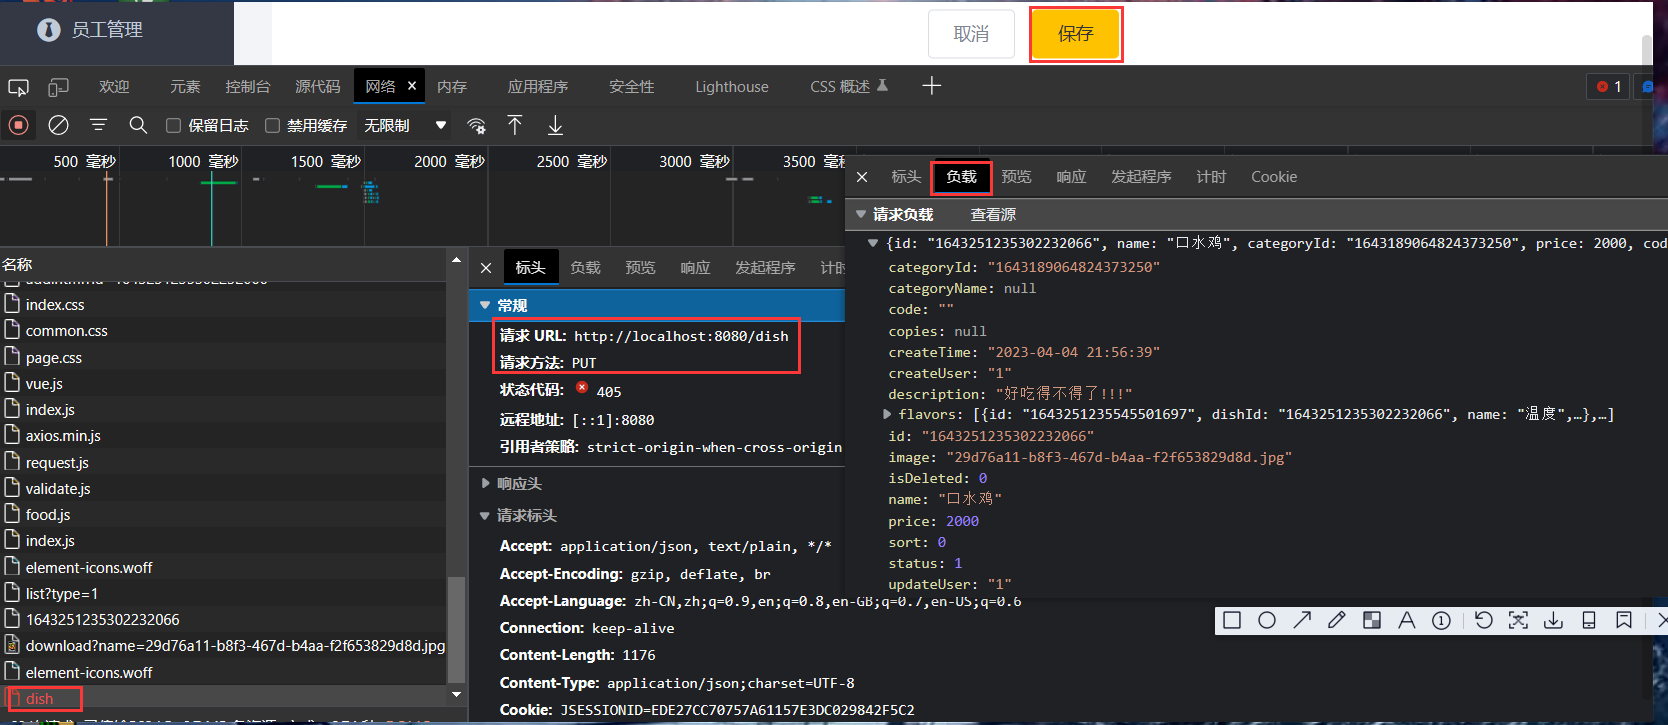 员工管理
取消
保存
欢迎 元素 控制台 源代码 网络 × 内存 应用程序 安全性 Lighthouse CSS 概述 1
保留日志 禁用缓存 无限制
500 毫秒 1000 毫秒 1500 毫秒 2000 毫秒 2500 毫秒 3000 毫秒 3500 毫秒
名称
index.css
common.css
page.css
vue.js
index.js
axios.min.js
request.js
validate.js
food.js
index.js
element-icons.woff
list?type=1
1643251235302232066
download?name=29d76a11-b8f3-467d-b4aa-f2f653829d8d.jpg
element-icons.woff
dish
标头 负载 预览 响应 发起程序 计时
常规
请求 URL: http://localhost:8080/dish
请求方法: PUT
状态代码: 405
远程地址: [::1]:8080
引用者策略: strict-origin-when-cross-origin
响应头
请求标头
Accept: application/json, text/plain, */*
Accept-Encoding: gzip, deflate, br
Accept-Language: zh-CN,zh;q=0.9,en;q=0.8,en-GB;q=0.7,en-US;q=0.6
Connection: keep-alive
Content-Length: 1176
Content-Type: application/json;charset=UTF-8
Cookie: JSESSIONID=EDE27CC70757A61157E3DC029842F5C2
标头 负载 预览 响应 发起程序 计时 Cookie
请求负载 查看源
{id: "1643251235302232066", name: "口水鸡", categoryId: "1643189064824373250", price: 2000, cod
categoryId: "1643189064824373250"
categoryName: null
code: ""
copies: null
createTime: "2023-04-04 21:56:39"
createUser: "1"
description: "好吃得不得了!!!"
flavors: [{id: "1643251235545501697", dishId: "1643251235302232066", name: "温度",…},…]
id: "1643251235302232066"
image: "29d76a11-b8f3-467d-b4aa-f2f653829d8d.jpg"
isDeleted: 0
name: "口水鸡"
price: 2000
sort: 0
status: 1
updateUser: "1"